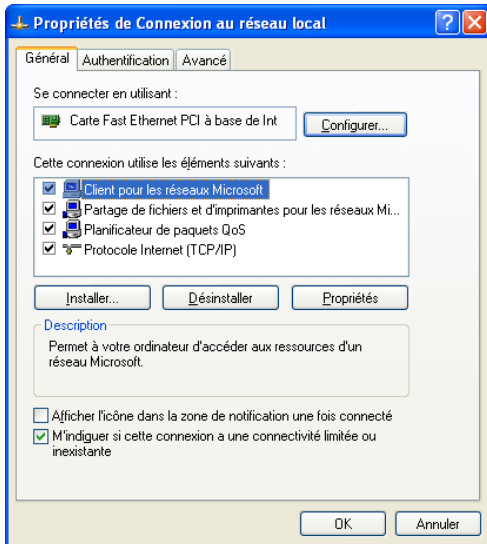 Propriétés de Connexion au réseau local
Général Authentification Avancé
Se connecter en utilisant :
Carte Fast Ethernet PCI à base de Int Configurer...
Cette connexion utilise les éléments suivants :
Client pour les réseaux Microsoft
Partage de fichiers et d'imprimantes pour les réseaux Mi...
Planificateur de paquets QoS
Protocole Internet (TCP/IP)
Installer... Désinstaller Propriétés
Description
Permet à votre ordinateur d'accéder aux ressources d'un
réseau Microsoft.
Afficher l'icône dans la zone de notification une fois connecté
M'indiquer si cette connexion a une connectivité limitée ou
inexistante
OK Annuler